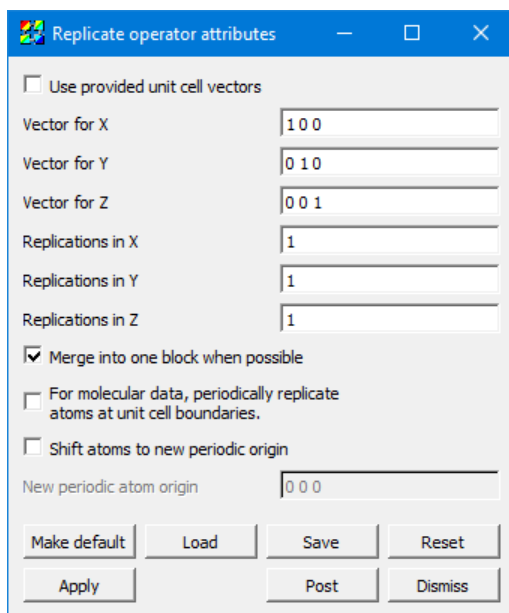 Replicate operator attributes
Use provided unit cell vectors
Vector for X 1 0 0
Vector for Y 0 1 0
Vector for Z 0 0 1
Replications in X 1
Replications in Y 1
Replications in Z 1
Merge into one block when possible
For molecular data, periodically replicate
atoms at unit cell boundaries.
Shift atoms to new periodic origin
New periodic atom origin 0 0 0
Make default Load Save Reset
Apply Post Dismiss